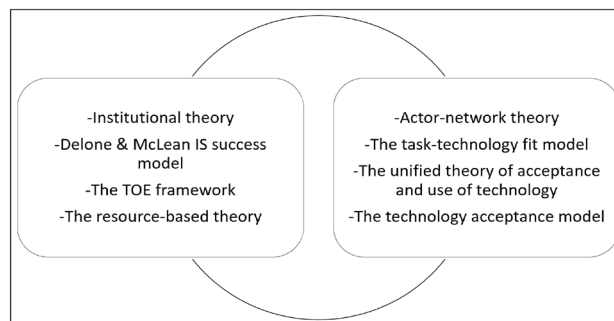 -Institutional theory
-Delone & McLean IS success
model
-The TOE framework
-The resource-based theory
-Actor-network theory
-The task-technology fit model
-The unified theory of acceptance
and use of technology
-The technology acceptance model